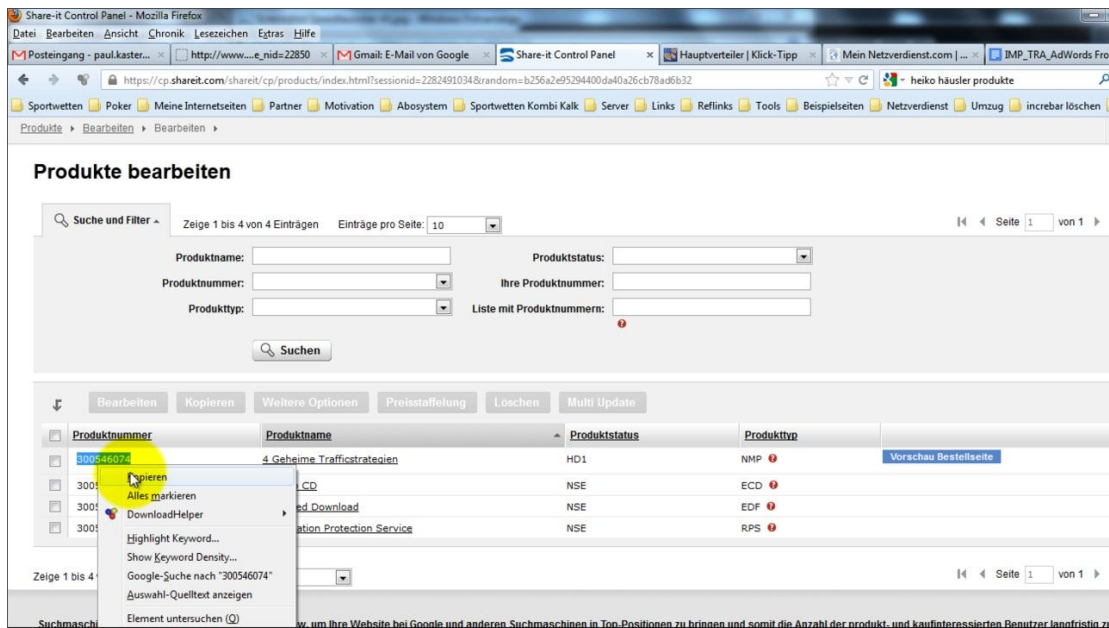 Share-it Control Panel - Mozilla Firefox
Datei Bearbeiten Ansicht Chronik Lesezeichen Extras Hilfe
Posteingang - paul.kaster... http://www....e_nid=22850 Gmail: E-Mail von Google Share-it Control Panel Hauptverteiler | Klick-Tipp Mein Netzverdienst.com | ... IMP_TRA_AdWords Fro
https://cp.shareit.com/shareit/cp/products/index.html?sessionid=2282491034&random=b256a2e95294400da40a26cb78ad6b32 heiko häusler produkte
Sportwetten Poker Meine Internetseiten Partner Motivation Abosystem Sportwetten Kombi Kalk Server Links Reflinks Tools Beispielseiten Netzverdienst Umzug increbar löschen
Produkte Bearbeiten Bearbeiten
Produkte bearbeiten
Suche und Filter Zeige 1 bis 4 von 4 Einträgen Einträge pro Seite: 10 Seite 1 von 1
Produktname: Produktstatus:
Produktnummer: Ihre Produktnummer:
Produkttyp: Liste mit Produktnummern:
Suchen
Bearbeiten Kopieren Weitere Optionen Preisstaffelung Löschen Multi Update
Produktnummer Produktname Produktstatus Produkttyp
300546074 4 Geheime Trafficstrategien HD1 NMP Vorschau Bestellseite
Kopieren
300 CD NSE ECD
Alles markieren
300 ed Download NSE EDF
DownloadHelper
300 ation Protection Service NSE RPS
Highlight Keyword...
Show Keyword Density...
Zeige 1 bis 4 Google-Suche nach "300546074" Seite 1 von 1
Auswahl-Quelltext anzeigen
Element untersuchen (Q)
Suchmaschi w. um Ihre Website bei Google und anderen Suchmaschinen in Top-Positionen zu bringen und somit die Anzahl der produkt- und kaufinteressierten Benutzer langfristig